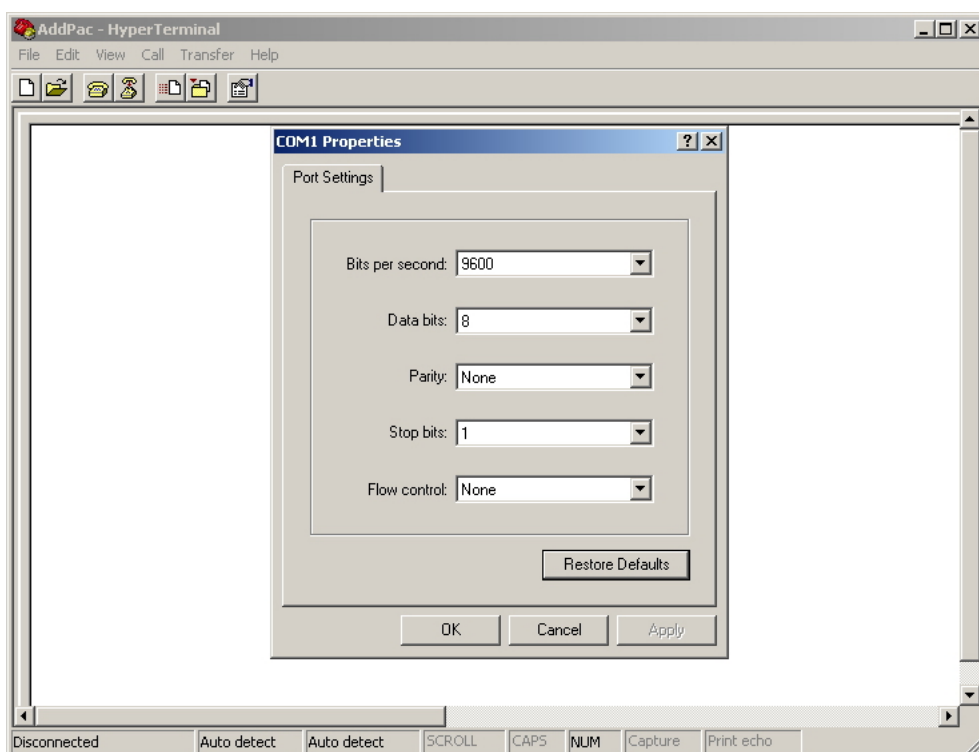 AddPac - HyperTerminal
File Edit View Call Transfer Help
COM1 Properties
Port Settings
Bits per second: 9600
Data bits: 8
Parity: None
Stop bits: 1
Flow control: None
Restore Defaults
OK Cancel Apply
Disconnected Auto detect Auto detect SCROLL CAPS NUM Capture Print echo